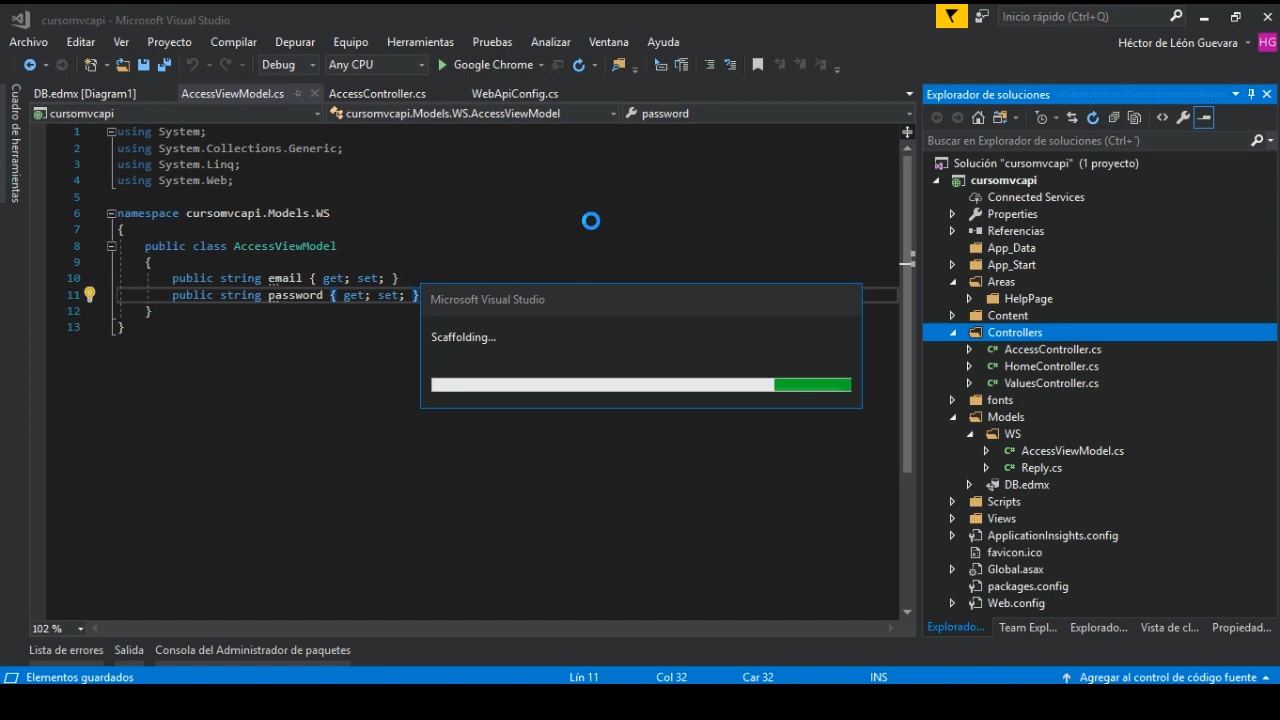 cursomvcapi - Microsoft Visual Studio
Inicio rápido (Ctrl+Q)
Archivo Editar Ver Proyecto Compilar Depurar Equipo Herramientas Pruebas Analizar Ventana Ayuda
Héctor de León Guevara HG
Debug Any CPU Google Chrome
Cuadro de herramientas
DB.edmx [Diagram1] AccessViewModel.cs AccessController.cs WebApiConfig.cs
cursomvcapi cursomvcapi.Models.WS.AccessViewModel password
1 using System;
2 using System.Collections.Generic;
3 using System.Linq;
4 using System.Web;
5
6 namespace cursomvcapi.Models.WS
7 {
8 public class AccessViewModel
9 {
10 public string email { get; set; }
11 public string password { get; set; }
12 }
13 }
Microsoft Visual Studio
Scaffolding...
102 %
Explorador de soluciones
Buscar en Explorador de soluciones (Ctrl+´)
Solución "cursomvcapi" (1 proyecto)
cursomvcapi
Connected Services
Properties
Referencias
App_Data
App_Start
Areas
HelpPage
Content
Controllers
C# AccessController.cs
C# HomeController.cs
C# ValuesController.cs
fonts
Models
WS
C# AccessViewModel.cs
C# Reply.cs
DB.edmx
Scripts
Views
ApplicationInsights.config
favicon.ico
Global.asax
packages.config
Web.config
Explorado... Team Expl... Explorado... Vista de cl... Propiedad...
Lista de errores Salida Consola del Administrador de paquetes
Elementos guardados Lín 11 Col 32 Car 32 INS Agregar al control de código fuente